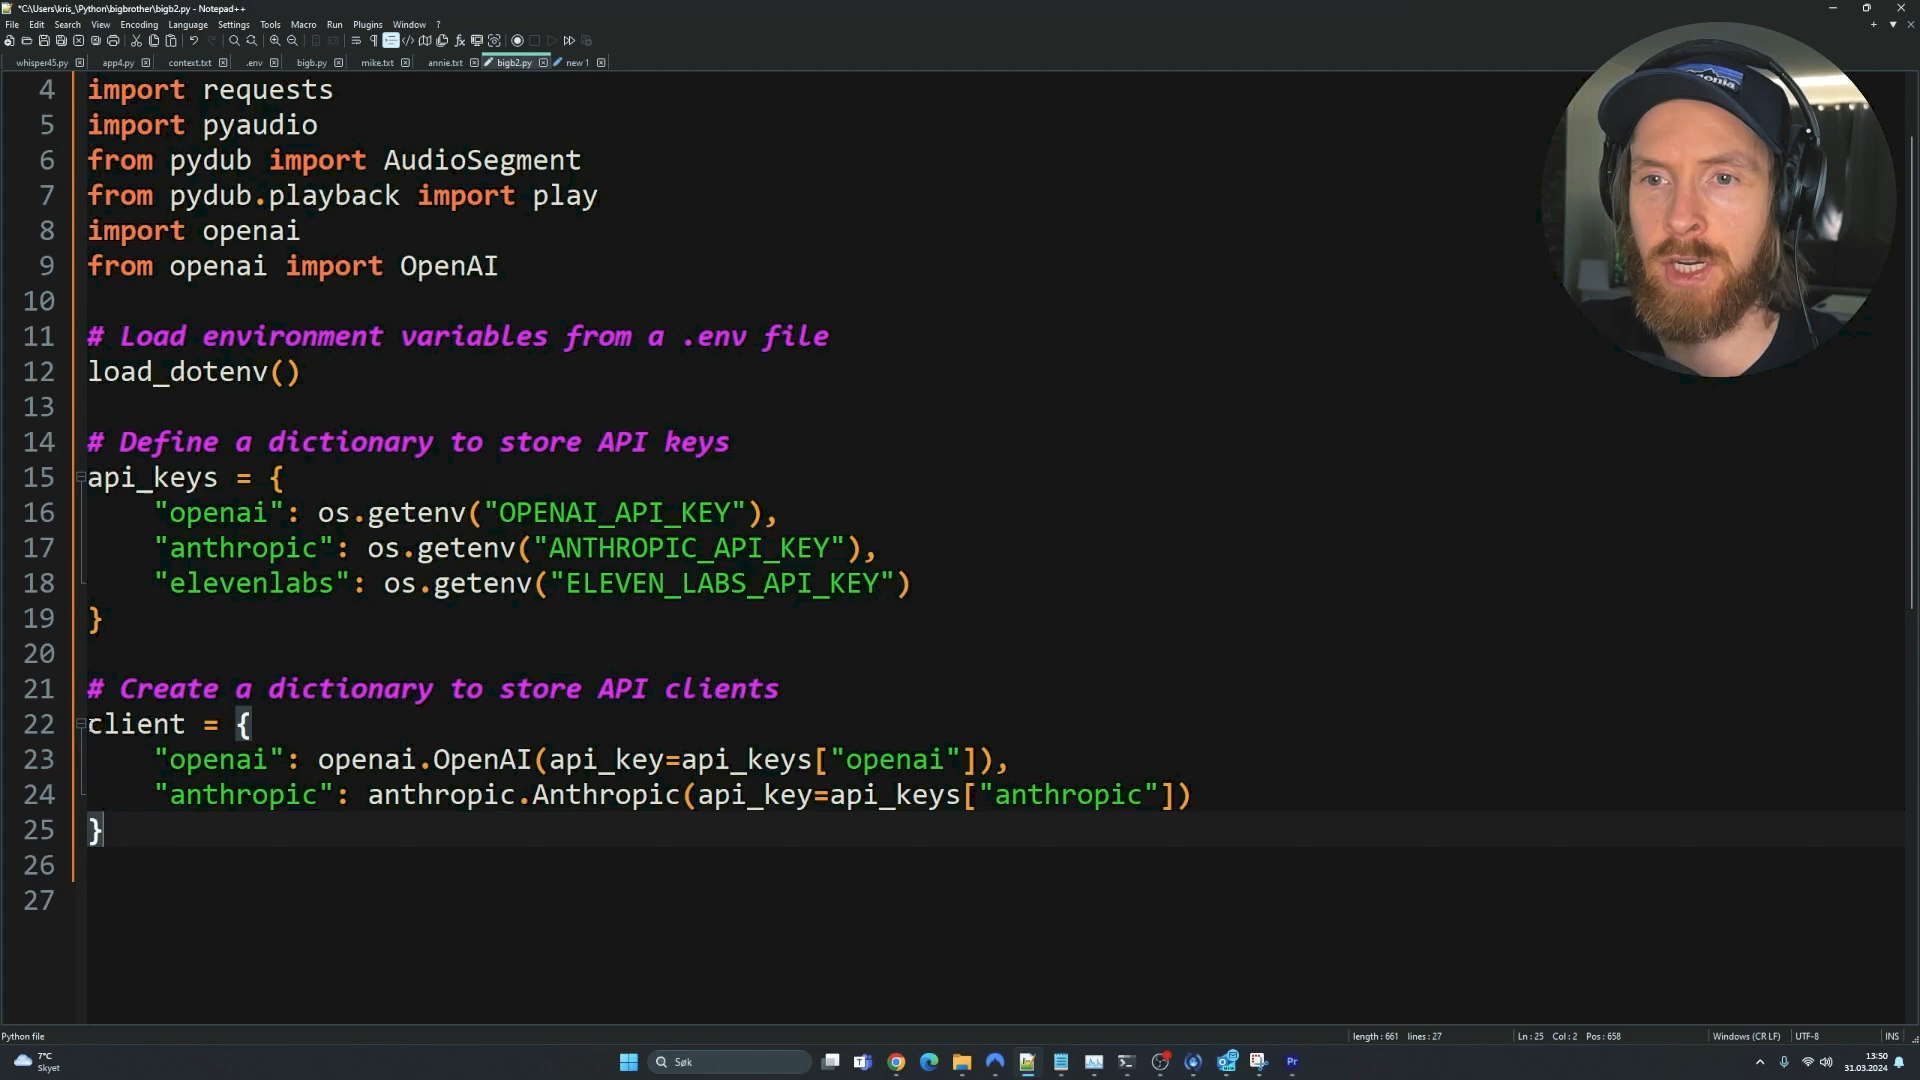 *C:\Users\kris_\Python\bigbrother\bigb2.py - Notepad++
File Edit Search View Encoding Language Settings Tools Macro Run Plugins Window ?
whisper45.py app4.py context.txt .env bigb.py mike.txt annie.txt bigb2.py new 1
4 import requests
5 import pyaudio
6 from pydub import AudioSegment
7 from pydub.playback import play
8 import openai
9 from openai import OpenAI
10
11 # Load environment variables from a .env file
12 load_dotenv()
13
14 # Define a dictionary to store API keys
15 api_keys = {
16 "openai": os.getenv("OPENAI_API_KEY"),
17 "anthropic": os.getenv("ANTHROPIC_API_KEY"),
18 "elevenlabs": os.getenv("ELEVEN_LABS_API_KEY")
19 }
20
21 # Create a dictionary to store API clients
22 client = {
23 "openai": openai.OpenAI(api_key=api_keys["openai"]),
24 "anthropic": anthropic.Anthropic(api_key=api_keys["anthropic"])
25 }
26
27
Python file length : 661 lines : 27 Ln : 25 Col : 2 Pos : 658 Windows (CR LF) UTF-8 INS
7°C
Skyet
Søk
Pr
13:50
31.03.2024